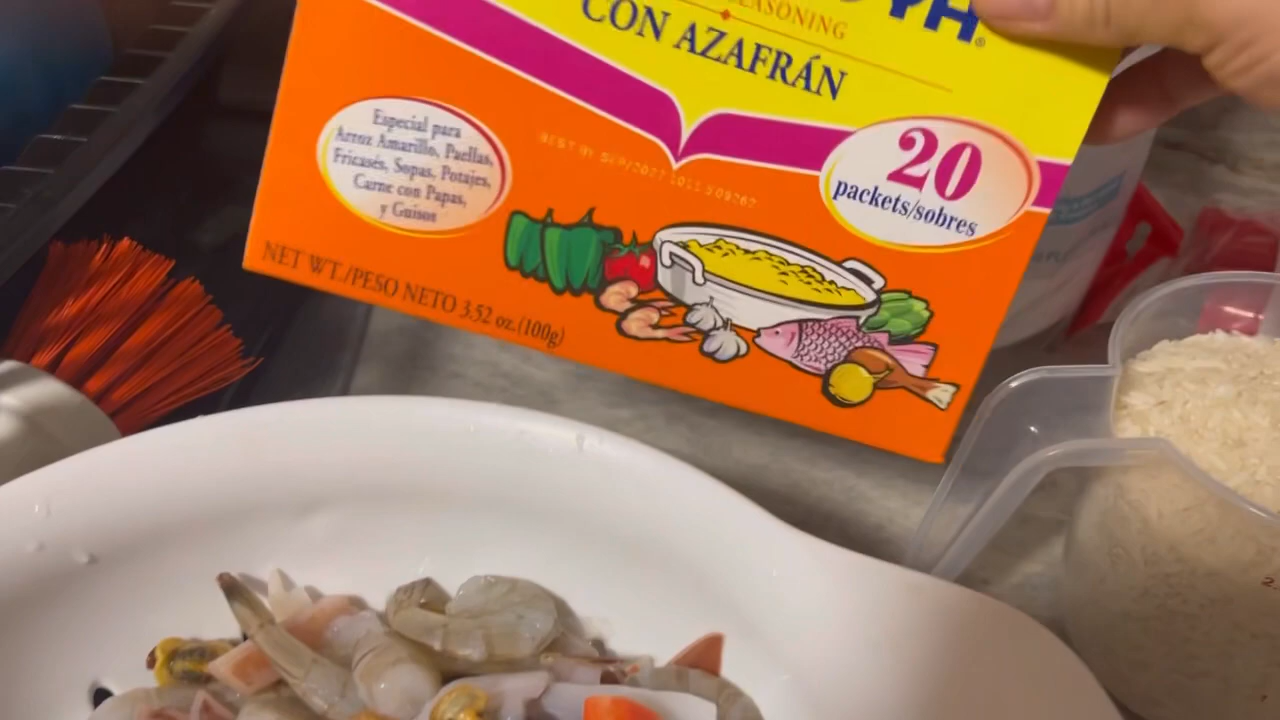 SEASONING
CON AZAFRÁN
Especial para
Arroz Amarillo, Paellas,
Fricasés, Sopas, Potajes,
Carne con Papas,
y Guisos
20
packets/sobres
NET WT./PESO NETO 3.52 oz.(100g)